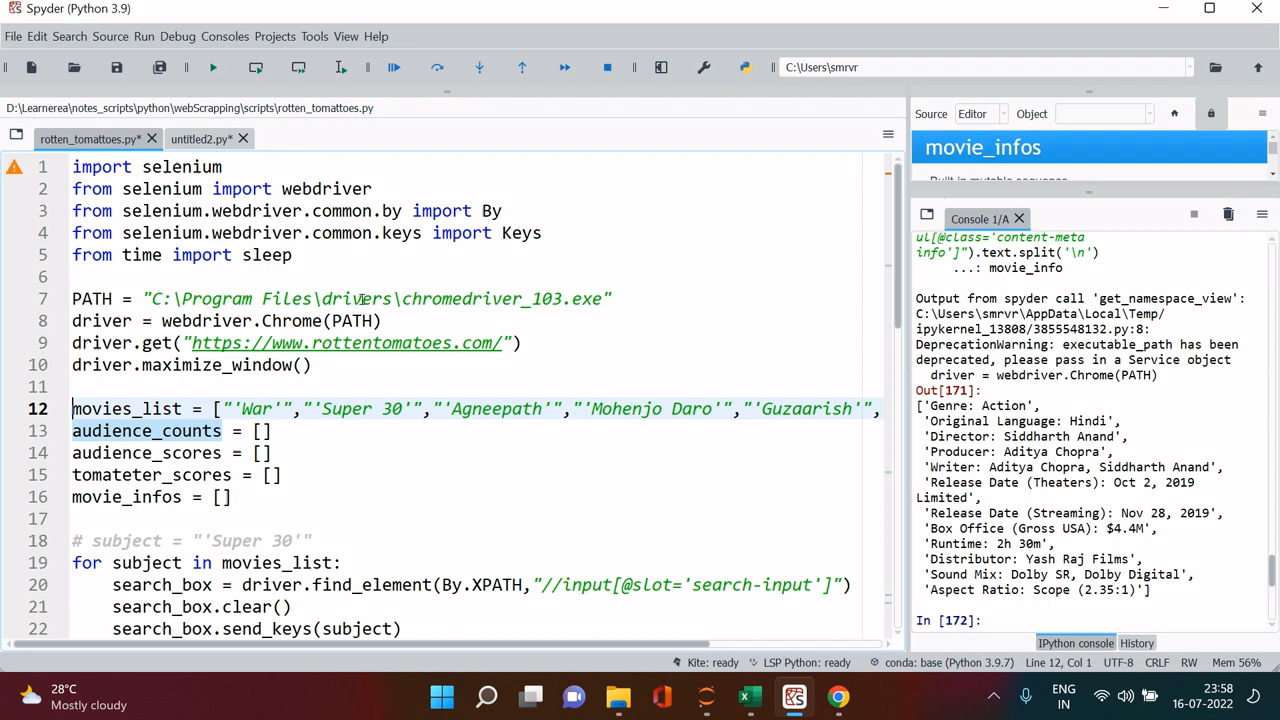 Spyder (Python 3.9)
File Edit Search Source Run Debug Consoles Projects Tools View Help
C:\Users\smrvr
D:\Learnerea\notes_scripts\python\webScrapping\scripts\rotten_tomattoes.py
rotten_tomattoes.py*
untitled2.py*
1 import selenium
2 from selenium import webdriver
3 from selenium.webdriver.common.by import By
4 from selenium.webdriver.common.keys import Keys
5 from time import sleep
6
7 PATH = "C:\Program Files\drivers\chromedriver_103.exe"
8 driver = webdriver.Chrome(PATH)
9 driver.get("https://www.rottentomatoes.com/")
10 driver.maximize_window()
11
12 movies_list = ["'War'","'Super 30'","'Agneepath'","'Mohenjo Daro'","'Guzaarish'",
13 audience_counts = []
14 audience_scores = []
15 tomateter_scores = []
16 movie_infos = []
17
18 # subject = "'Super 30'"
19 for subject in movies_list:
20 search_box = driver.find_element(By.XPATH,"//input[@slot='search-input']")
21 search_box.clear()
22 search_box.send_keys(subject)
Source Editor Object
movie_infos
Built-in mutable sequence
Console 1/A
ul[@class='content-meta
info']").text.split('\n')
...: movie_info
Output from spyder call 'get_namespace_view':
C:\Users\smrvr\AppData\Local\Temp/
ipykernel_13808/3855548132.py:8:
DeprecationWarning: executable_path has been
deprecated, please pass in a Service object
driver = webdriver.Chrome(PATH)
Out[171]:
['Genre: Action',
'Original Language: Hindi',
'Director: Siddharth Anand',
'Producer: Aditya Chopra',
'Writer: Aditya Chopra, Siddharth Anand',
'Release Date (Theaters): Oct 2, 2019
Limited',
'Release Date (Streaming): Nov 28, 2019',
'Box Office (Gross USA): $4.4M',
'Runtime: 2h 30m',
'Distributor: Yash Raj Films',
'Sound Mix: Dolby SR, Dolby Digital',
'Aspect Ratio: Scope (2.35:1)']
In [172]:
IPython console History
Kite: ready LSP Python: ready conda: base (Python 3.9.7) Line 12, Col 1 UTF-8 CRLF RW Mem 56%
28°C
Mostly cloudy
ENG
IN
23:58
16-07-2022